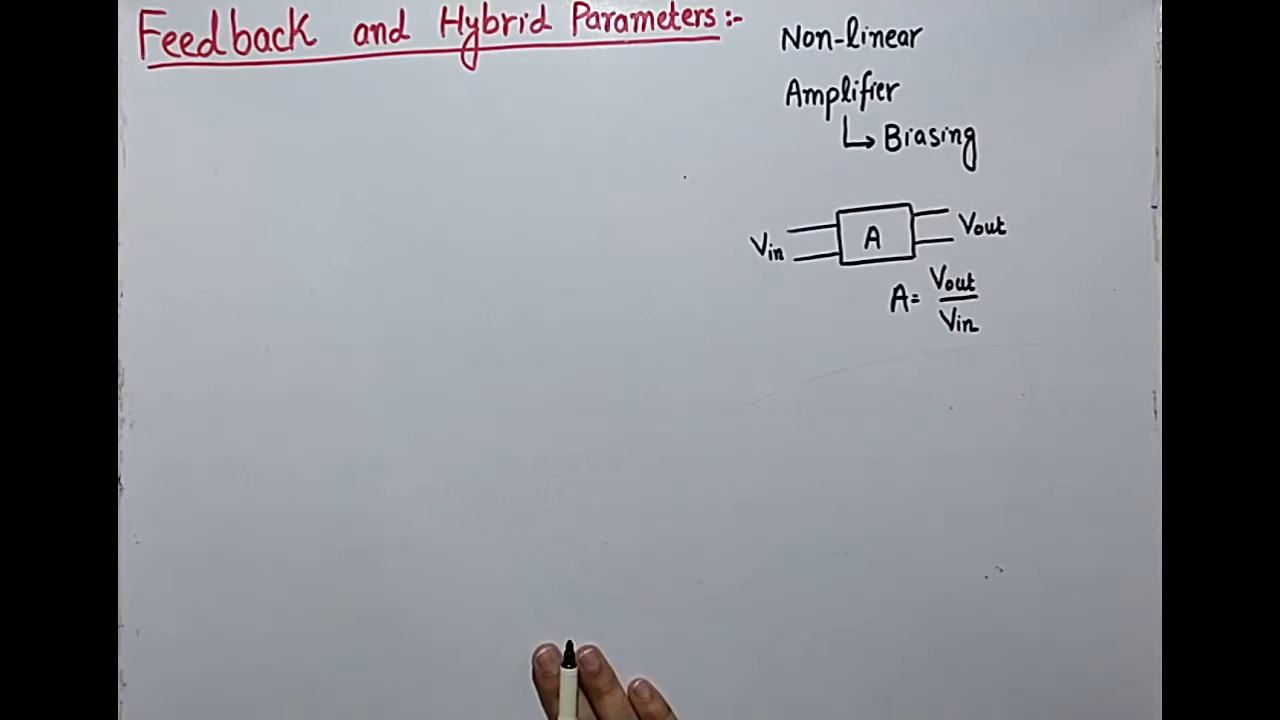 Feedback and Hybrid Parameters :-
Non-linear
Amplifier
↳ Biasing
Vin A Vout
A = Vout
Vin